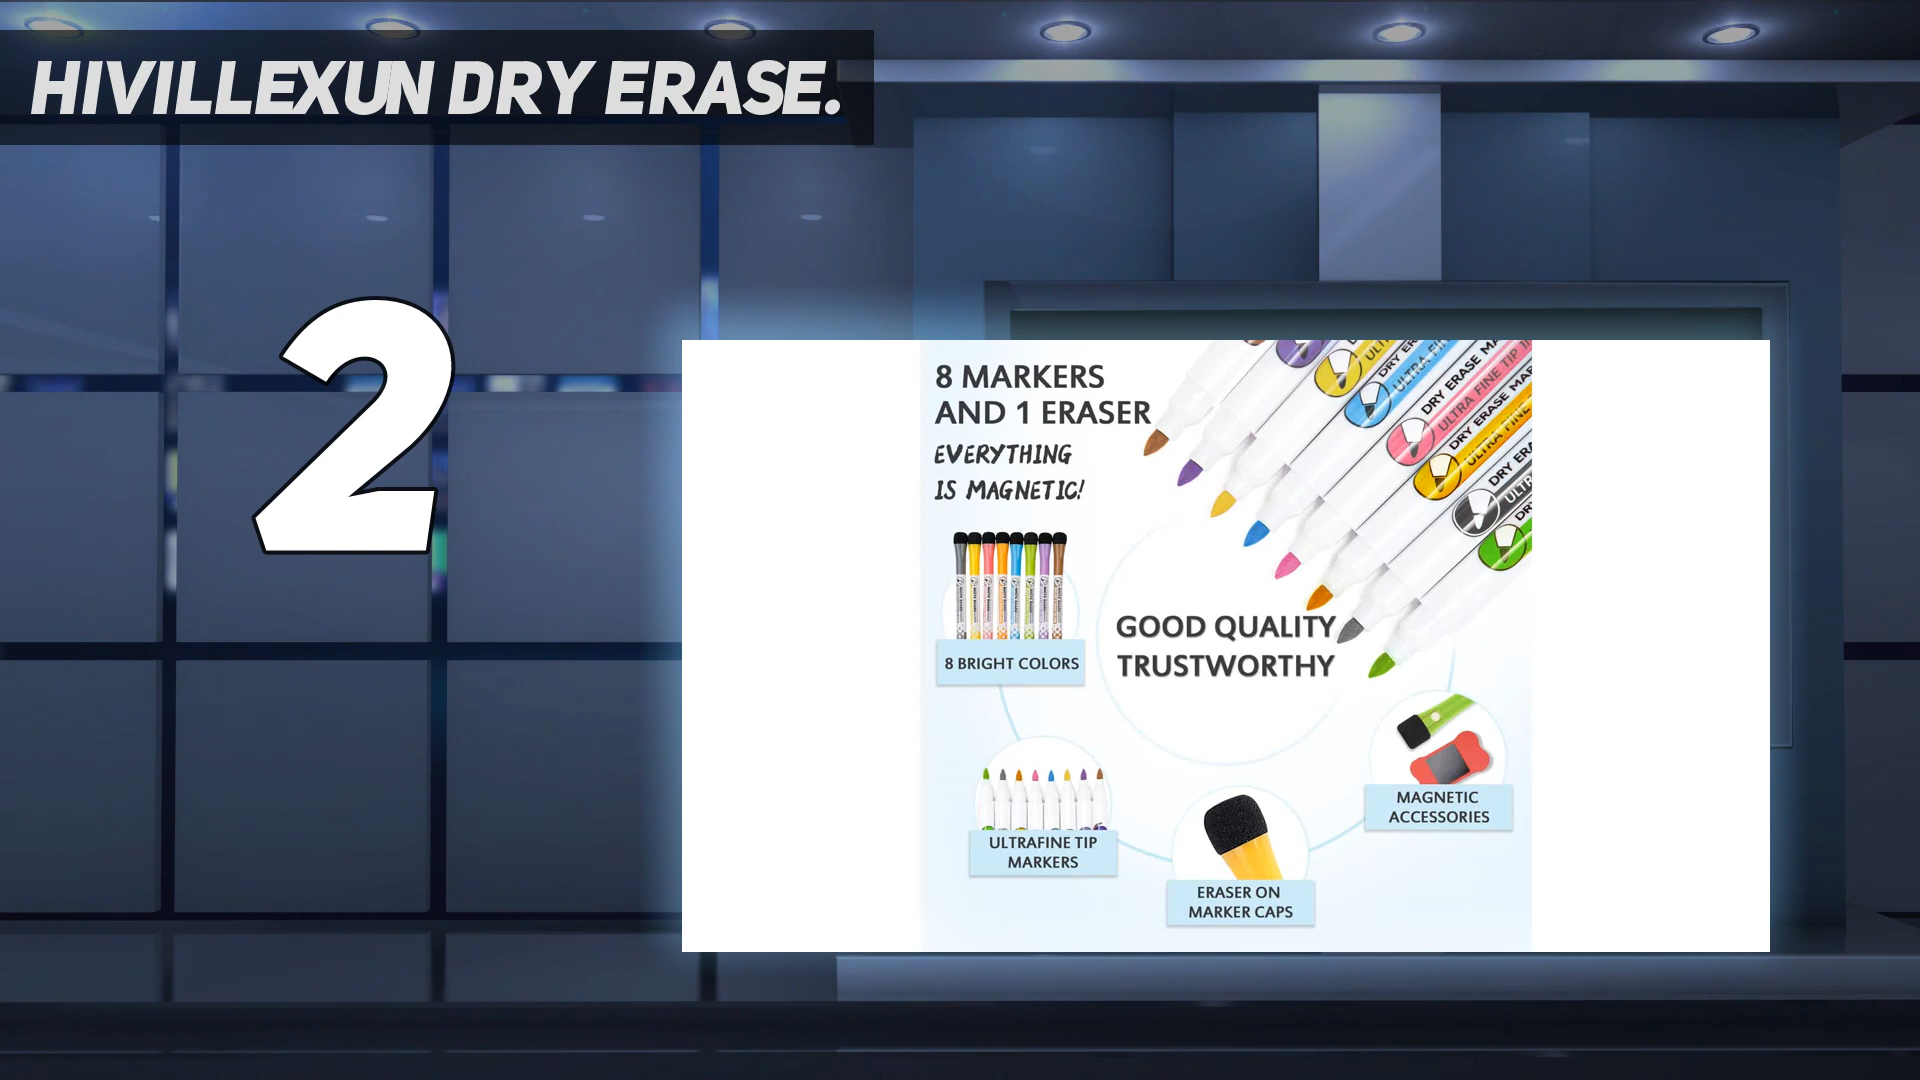 HIVILLEXUN DRY ERASE.
2
8 MARKERS
AND 1 ERASER
EVERYTHING
IS MAGNETIC!
8 BRIGHT COLORS
GOOD QUALITY
TRUSTWORTHY
ULTRAFINE TIP
MARKERS
ERASER ON
MARKER CAPS
MAGNETIC
ACCESSORIES
DRY ERASE MA
ULTRA FINE TIP
DRY ERASE MAR
ULTRA FINE
DRY ERA
ULTR